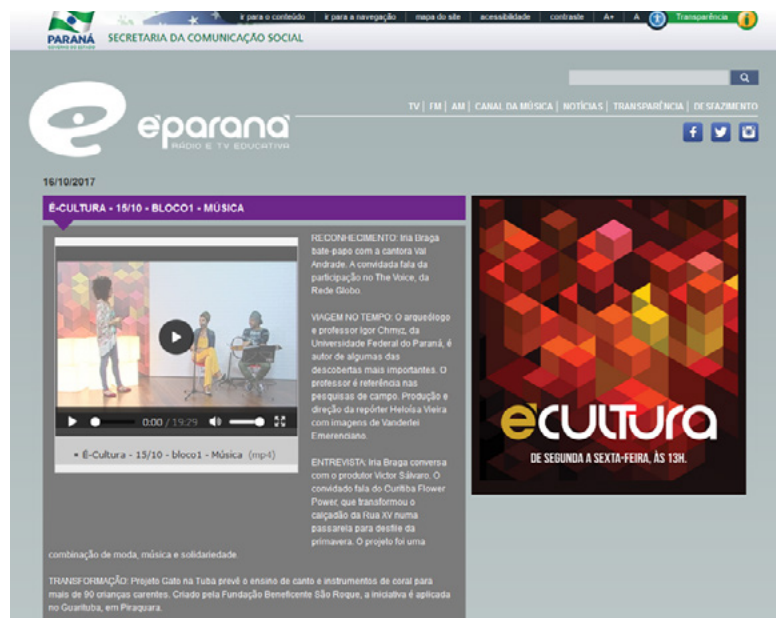 ir para o conteúdo | ir para a navegação | mapa do site | acessibilidade | contraste | A+ | A Transparência
PARANÁ
GOVERNO DO ESTADO
SECRETARIA DA COMUNICAÇÃO SOCIAL
TV | FM | AM | CANAL DA MÚSICA | NOTÍCIAS | TRANSPARÊNCIA | DESFAZIMENTO
éparaná
RÁDIO E TV EDUCATIVA
16/10/2017
É-CULTURA - 15/10 - BLOCO1 - MÚSICA
RECONHECIMENTO: Iria Braga
bate-papo com a cantora Val
Andrade. A convidada fala da
participação no The Voice, da
Rede Globo.
VIAGEM NO TEMPO: O arqueólogo
e professor Igor Chmyz, da
Universidade Federal do Paraná, é
autor de algumas das
descobertas mais importantes. O
professor é referência nas
pesquisas de campo. Produção e
direção da repórter Heloísa Vieira
com imagens de Vanderlei
Emerenciano.
0:00 / 19:29
• É-Cultura - 15/10 - bloco1 - Música (mp4)
ENTREVISTA: Iria Braga conversa
com o produtor Victor Sálvaro. O
convidado fala do Curitiba Flower
Power, que transformou o
calçadão da Rua XV numa
passarela para desfile da
primavera. O projeto foi uma
combinação de moda, música e solidariedade.
TRANSFORMAÇÃO: Projeto Gato na Tuba prevê o ensino de canto e instrumentos de coral para
mais de 90 crianças carentes. Criado pela Fundação Beneficente São Roque, a iniciativa é aplicada
no Guarituba, em Piraquara.
écultura
DE SEGUNDA A SEXTA-FEIRA, ÀS 13H.